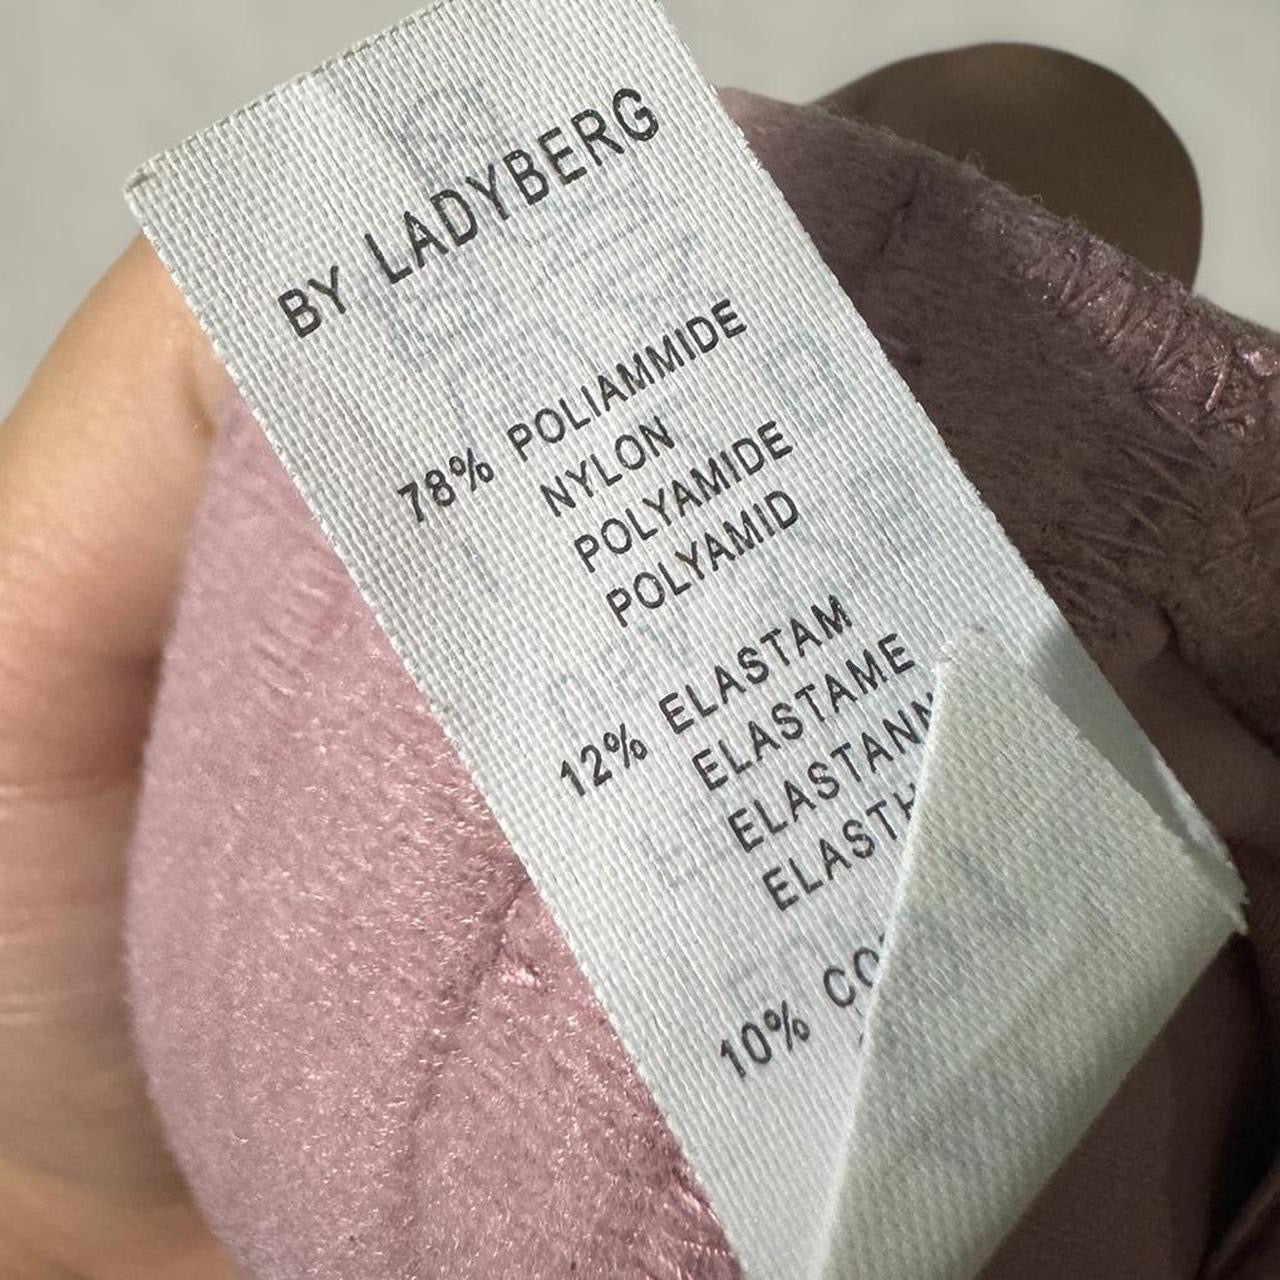 BY LADYBERG
78% POLIAMMIDE
NYLON
POLYAMIDE
POLYAMID
12% ELASTAM
ELASTAME
10%